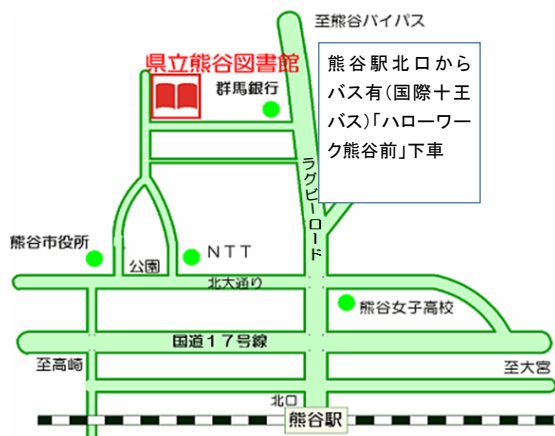 至熊谷バイパス
県立熊谷図書館
群馬銀行
熊谷駅北口から
バス有(国際十王
バス)「ハローワー
ク熊谷前」下車
ラグビーロード
熊谷市役所
公園
NTT
北大通り
熊谷女子高校
国道17号線
至高崎
至大宮
北口
熊谷駅